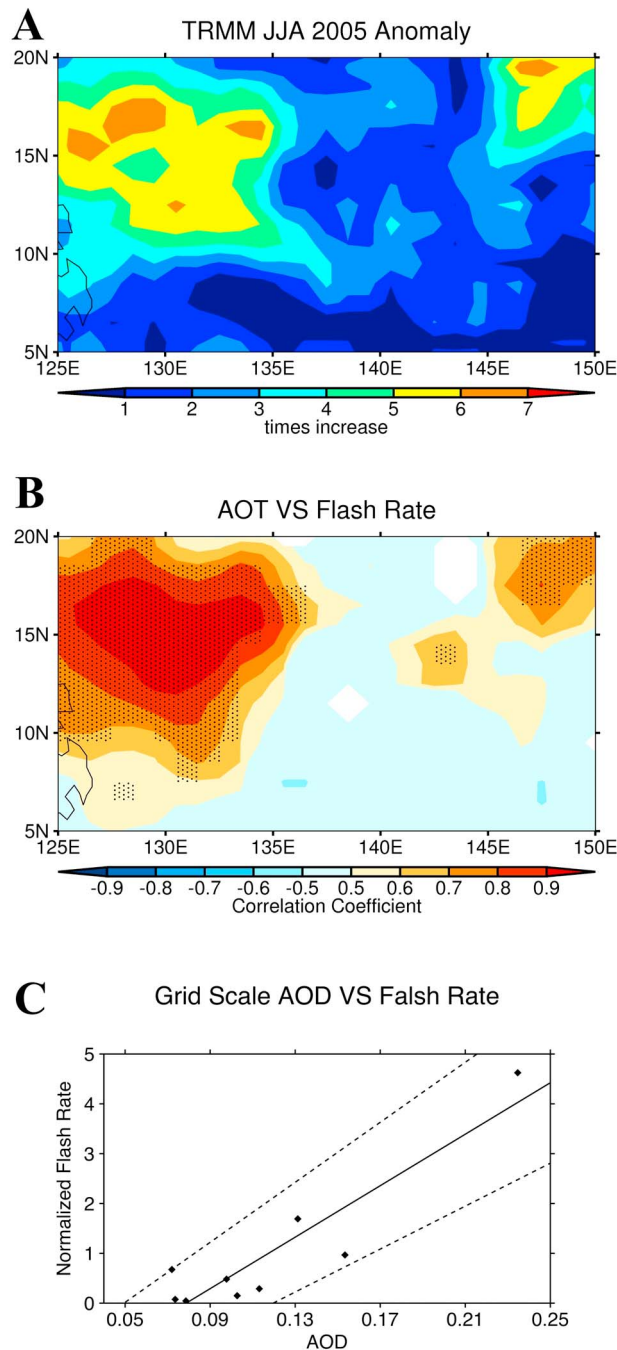 A
TRMM JJA 2005 Anomaly
20N
15N
10N
5N
125E 130E 135E 140E 145E 150E
1 2 3 4 5 6 7
times increase
B
AOT VS Flash Rate
20N
15N
10N
5N
125E 130E 135E 140E 145E 150E
-0.9 -0.8 -0.7 -0.6 -0.5 0.5 0.6 0.7 0.8 0.9
Correlation Coefficient
C
Grid Scale AOD VS Falsh Rate
Normalized Flash Rate
5
4
3
2
1
0
0.05 0.09 0.13 0.17 0.21 0.25
AOD